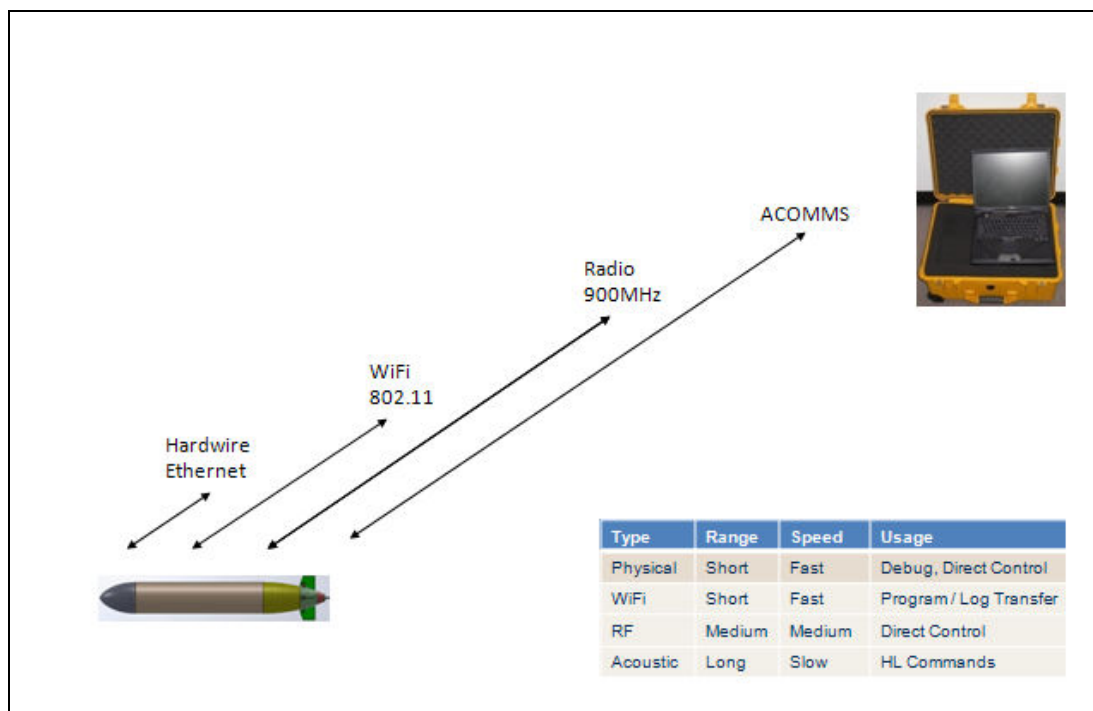 ACOMMS
Radio
900MHz
WiFi
802.11
Hardwire
Ethernet
Type Range Speed Usage
Physical Short Fast Debug, Direct Control
WiFi Short Fast Program / Log Transfer
RF Medium Medium Direct Control
Acoustic Long Slow HL Commands